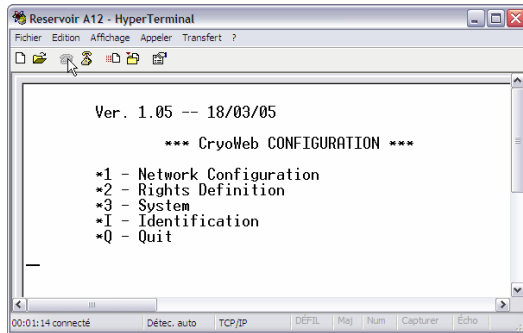 Reservoir A12 - HyperTerminal
Fichier Edition Affichage Appeler Transfert ?
Ver. 1.05 -- 18/03/05
*** CryoWeb CONFIGURATION ***
*1 - Network Configuration
*2 - Rights Definition
*3 - System
*I - Identification
*Q - Quit
00:01:14 connecté Détec. auto TCP/IP DÉFIL Maj Num Capturer Écho